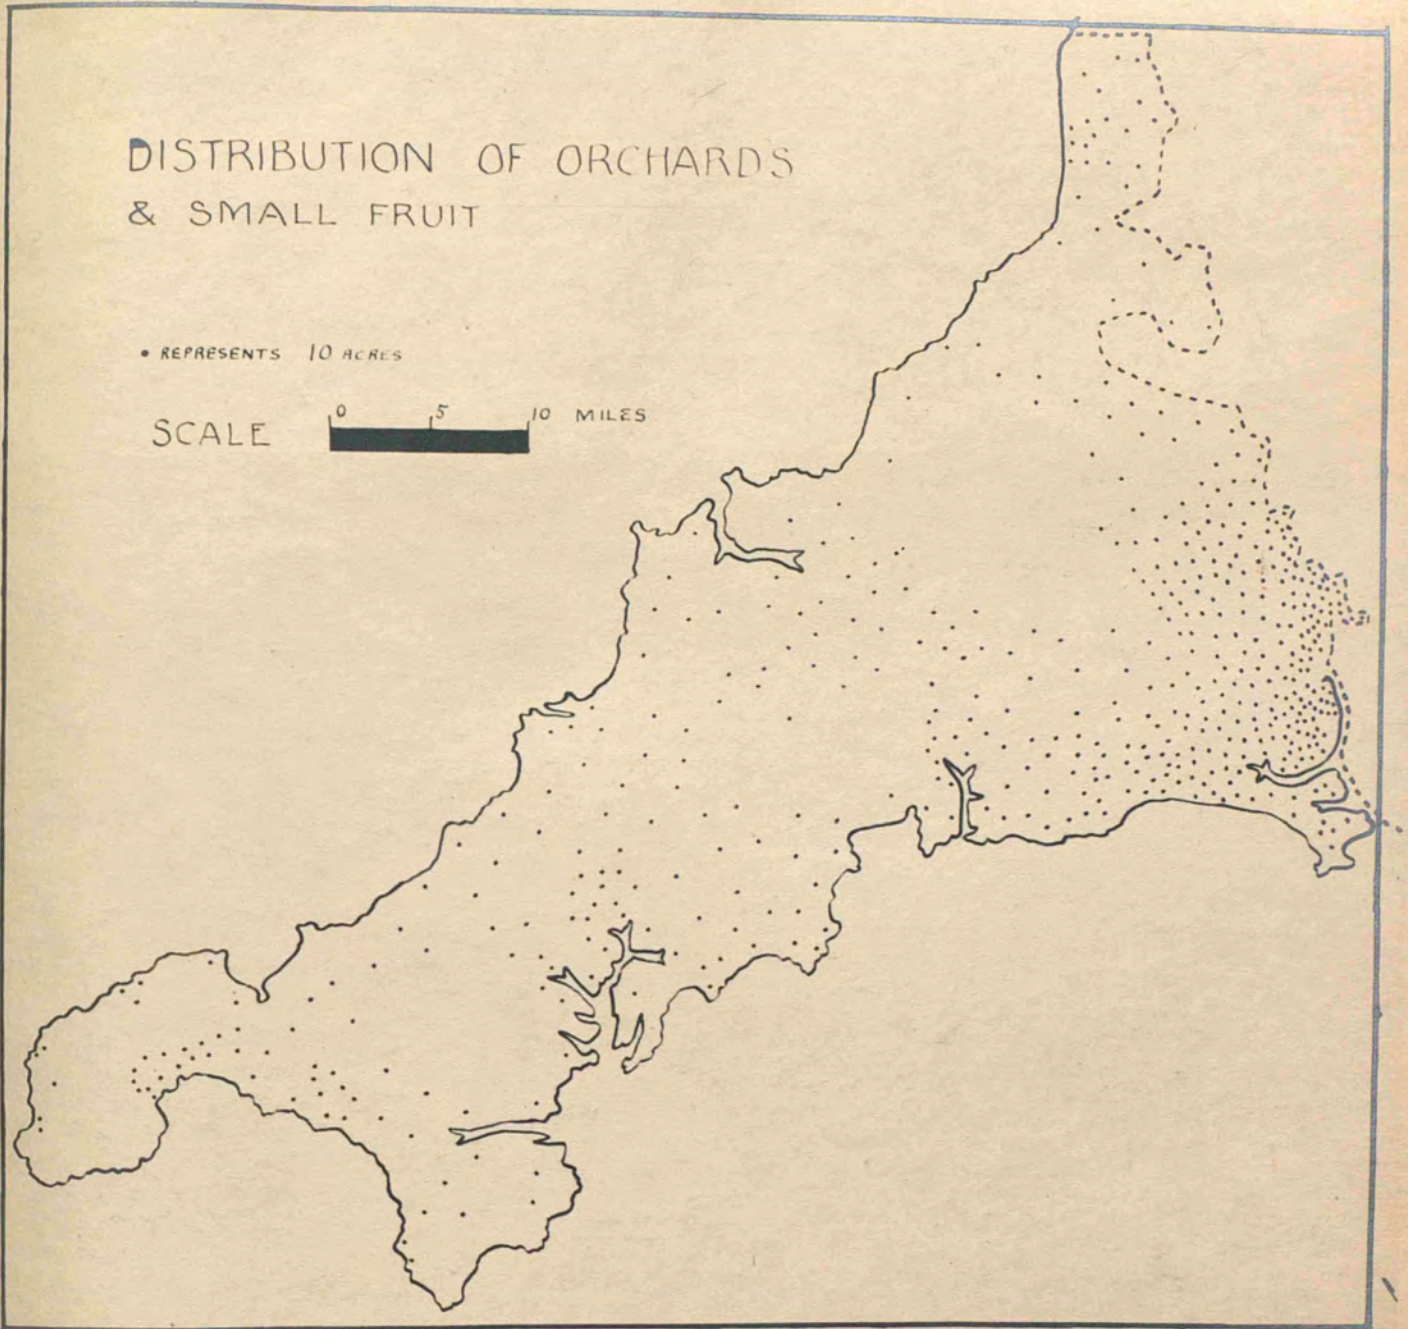 DISTRIBUTION OF ORCHARDS
& SMALL FRUIT
• REPRESENTS 10 ACRES
SCALE 0 5 10 MILES